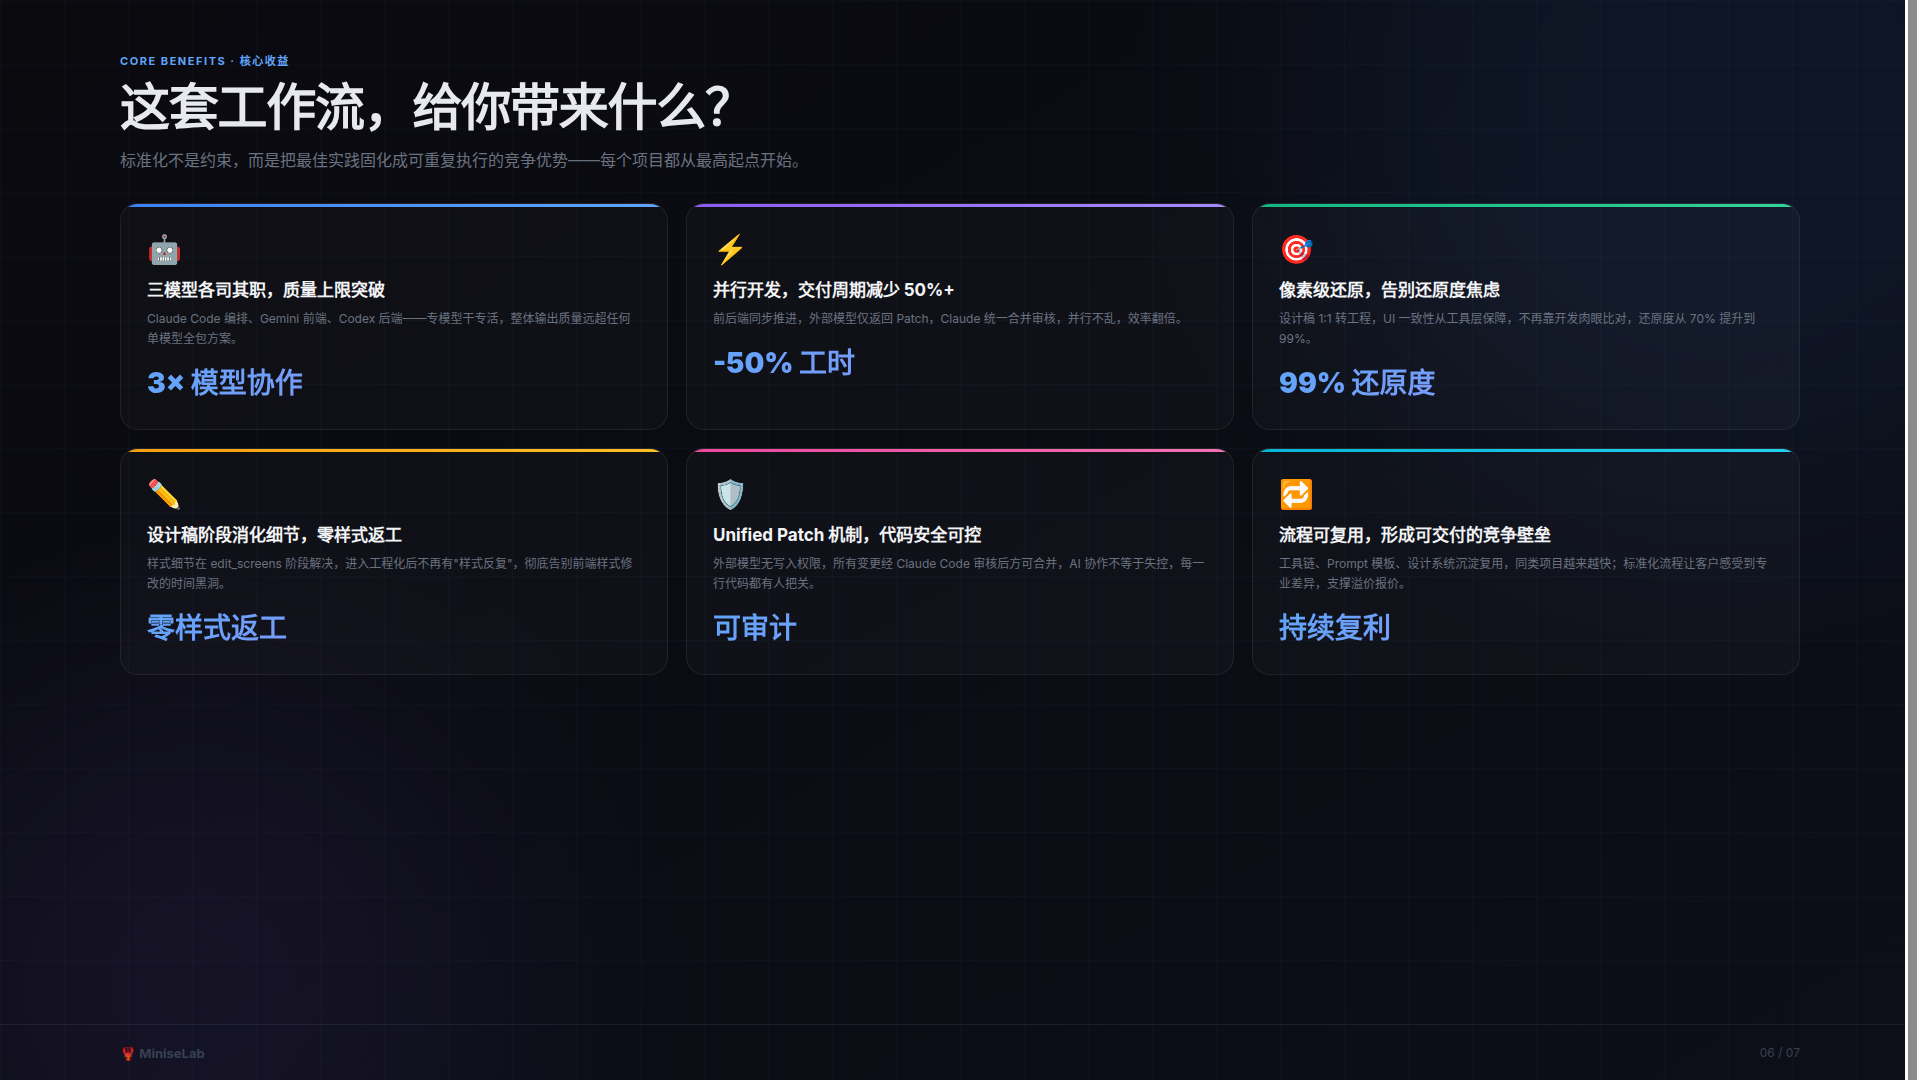 CORE BENEFITS · 核心收益
这套工作流，给你带来什么？
标准化不是约束，而是把最佳实践固化成可重复执行的竞争优势——每个项目都从最高起点开始。
三模型各司其职，质量上限突破
Claude Code 编排、Gemini 前端、Codex 后端——专模型干专活，整体输出质量远超任何
单模型全包方案。
3× 模型协作
并行开发，交付周期减少 50%+
前后端同步推进，外部模型仅返回 Patch，Claude 统一合并审核，并行不乱，效率翻倍。
-50% 工时
像素级还原，告别还原度焦虑
设计稿 1:1 转工程，UI 一致性从工具层保障，不再靠开发肉眼比对，还原度从 70% 提升到
99%。
99% 还原度
设计稿阶段消化细节，零样式返工
样式细节在 edit_screens 阶段解决，进入工程化后不再有"样式反复"，彻底告别前端样式修
改的时间黑洞。
零样式返工
Unified Patch 机制，代码安全可控
外部模型无写入权限，所有变更经 Claude Code 审核后方可合并，AI 协作不等于失控，每一
行代码都有人把关。
可审计
流程可复用，形成可交付的竞争壁垒
工具链、Prompt 模板、设计系统沉淀复用，同类项目越来越快；标准化流程让客户感受到专
业差异，支撑溢价报价。
持续复利
MiniseLab
06 / 07